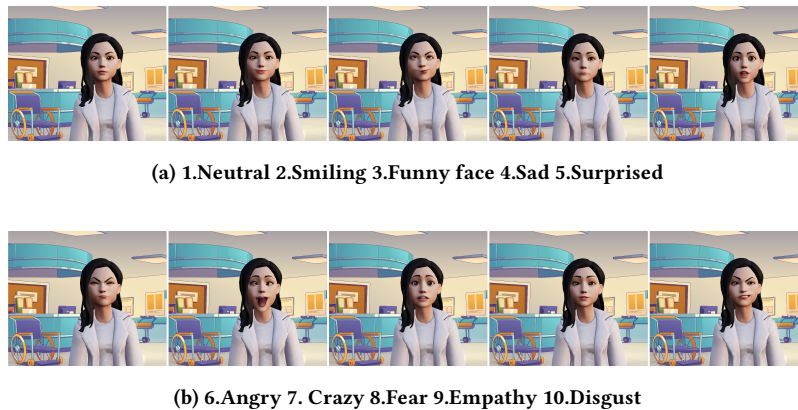 (a) 1.Neutral 2.Smiling 3.Funny face 4.Sad 5.Surprised
(b) 6.Angry 7. Crazy 8.Fear 9.Empathy 10.Disgust